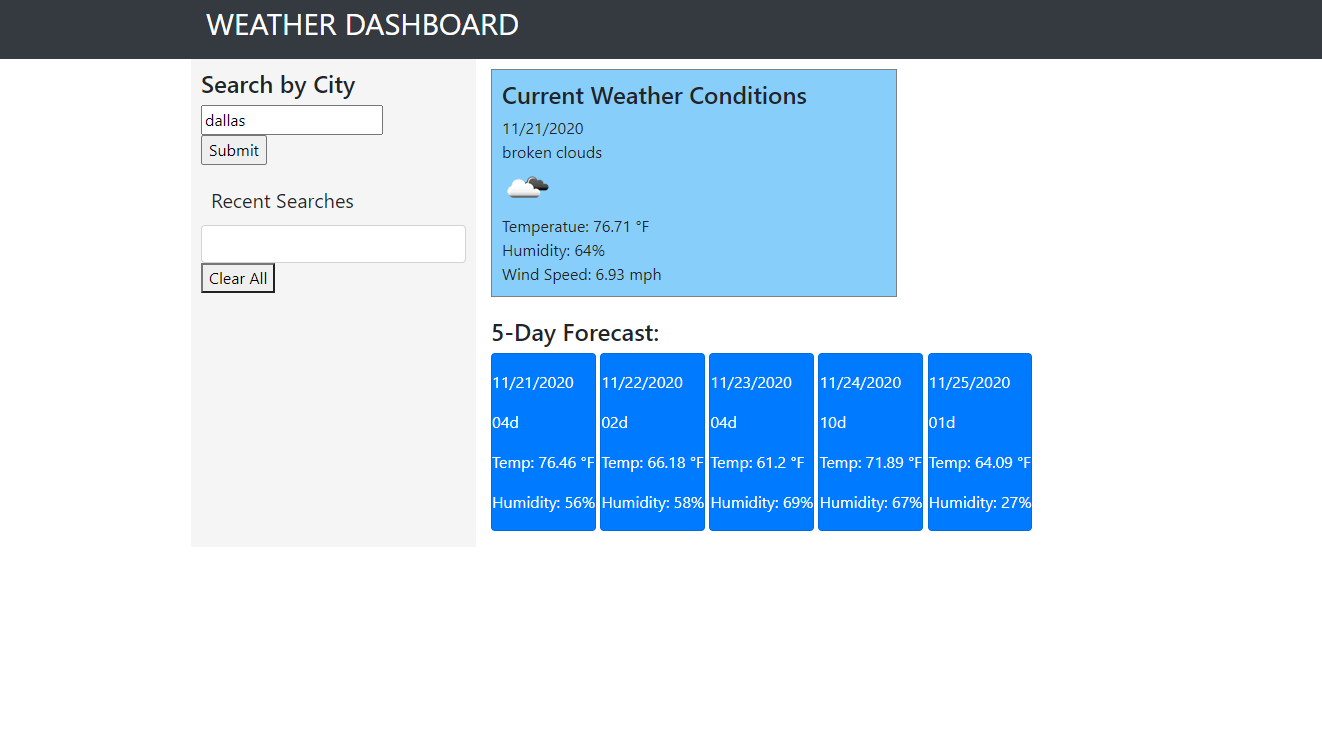 WEATHER DASHBOARD
Search by City
dallas
Submit
Recent Searches
Clear All
Current Weather Conditions
11/21/2020
broken clouds
Temperatue: 76.71 °F
Humidity: 64%
Wind Speed: 6.93 mph
5-Day Forecast:
11/21/2020
04d
Temp: 76.46 °F
Humidity: 56%
11/22/2020
02d
Temp: 66.18 °F
Humidity: 58%
11/23/2020
04d
Temp: 61.2 °F
Humidity: 69%
11/24/2020
10d
Temp: 71.89 °F
Humidity: 67%
11/25/2020
01d
Temp: 64.09 °F
Humidity: 27%